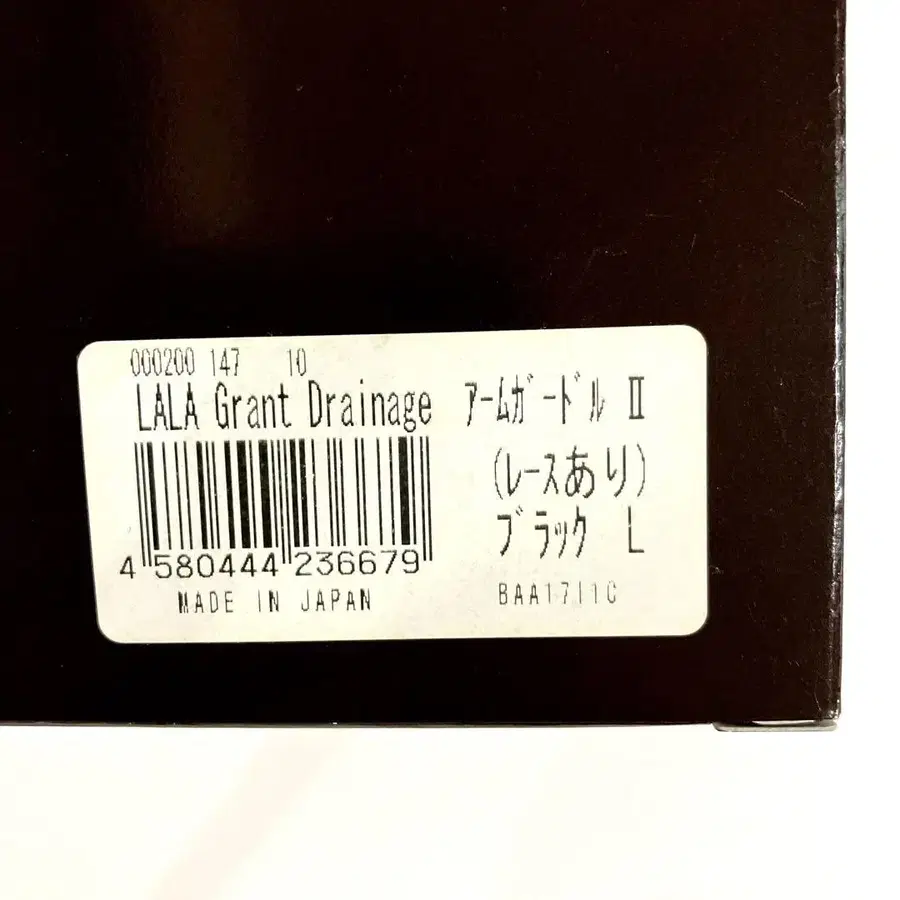 000200 147 10
LALA Grant Drainage アームガードル Ⅱ
(レースあり)
ブラック L
4 580444 236679
MADE IN JAPAN